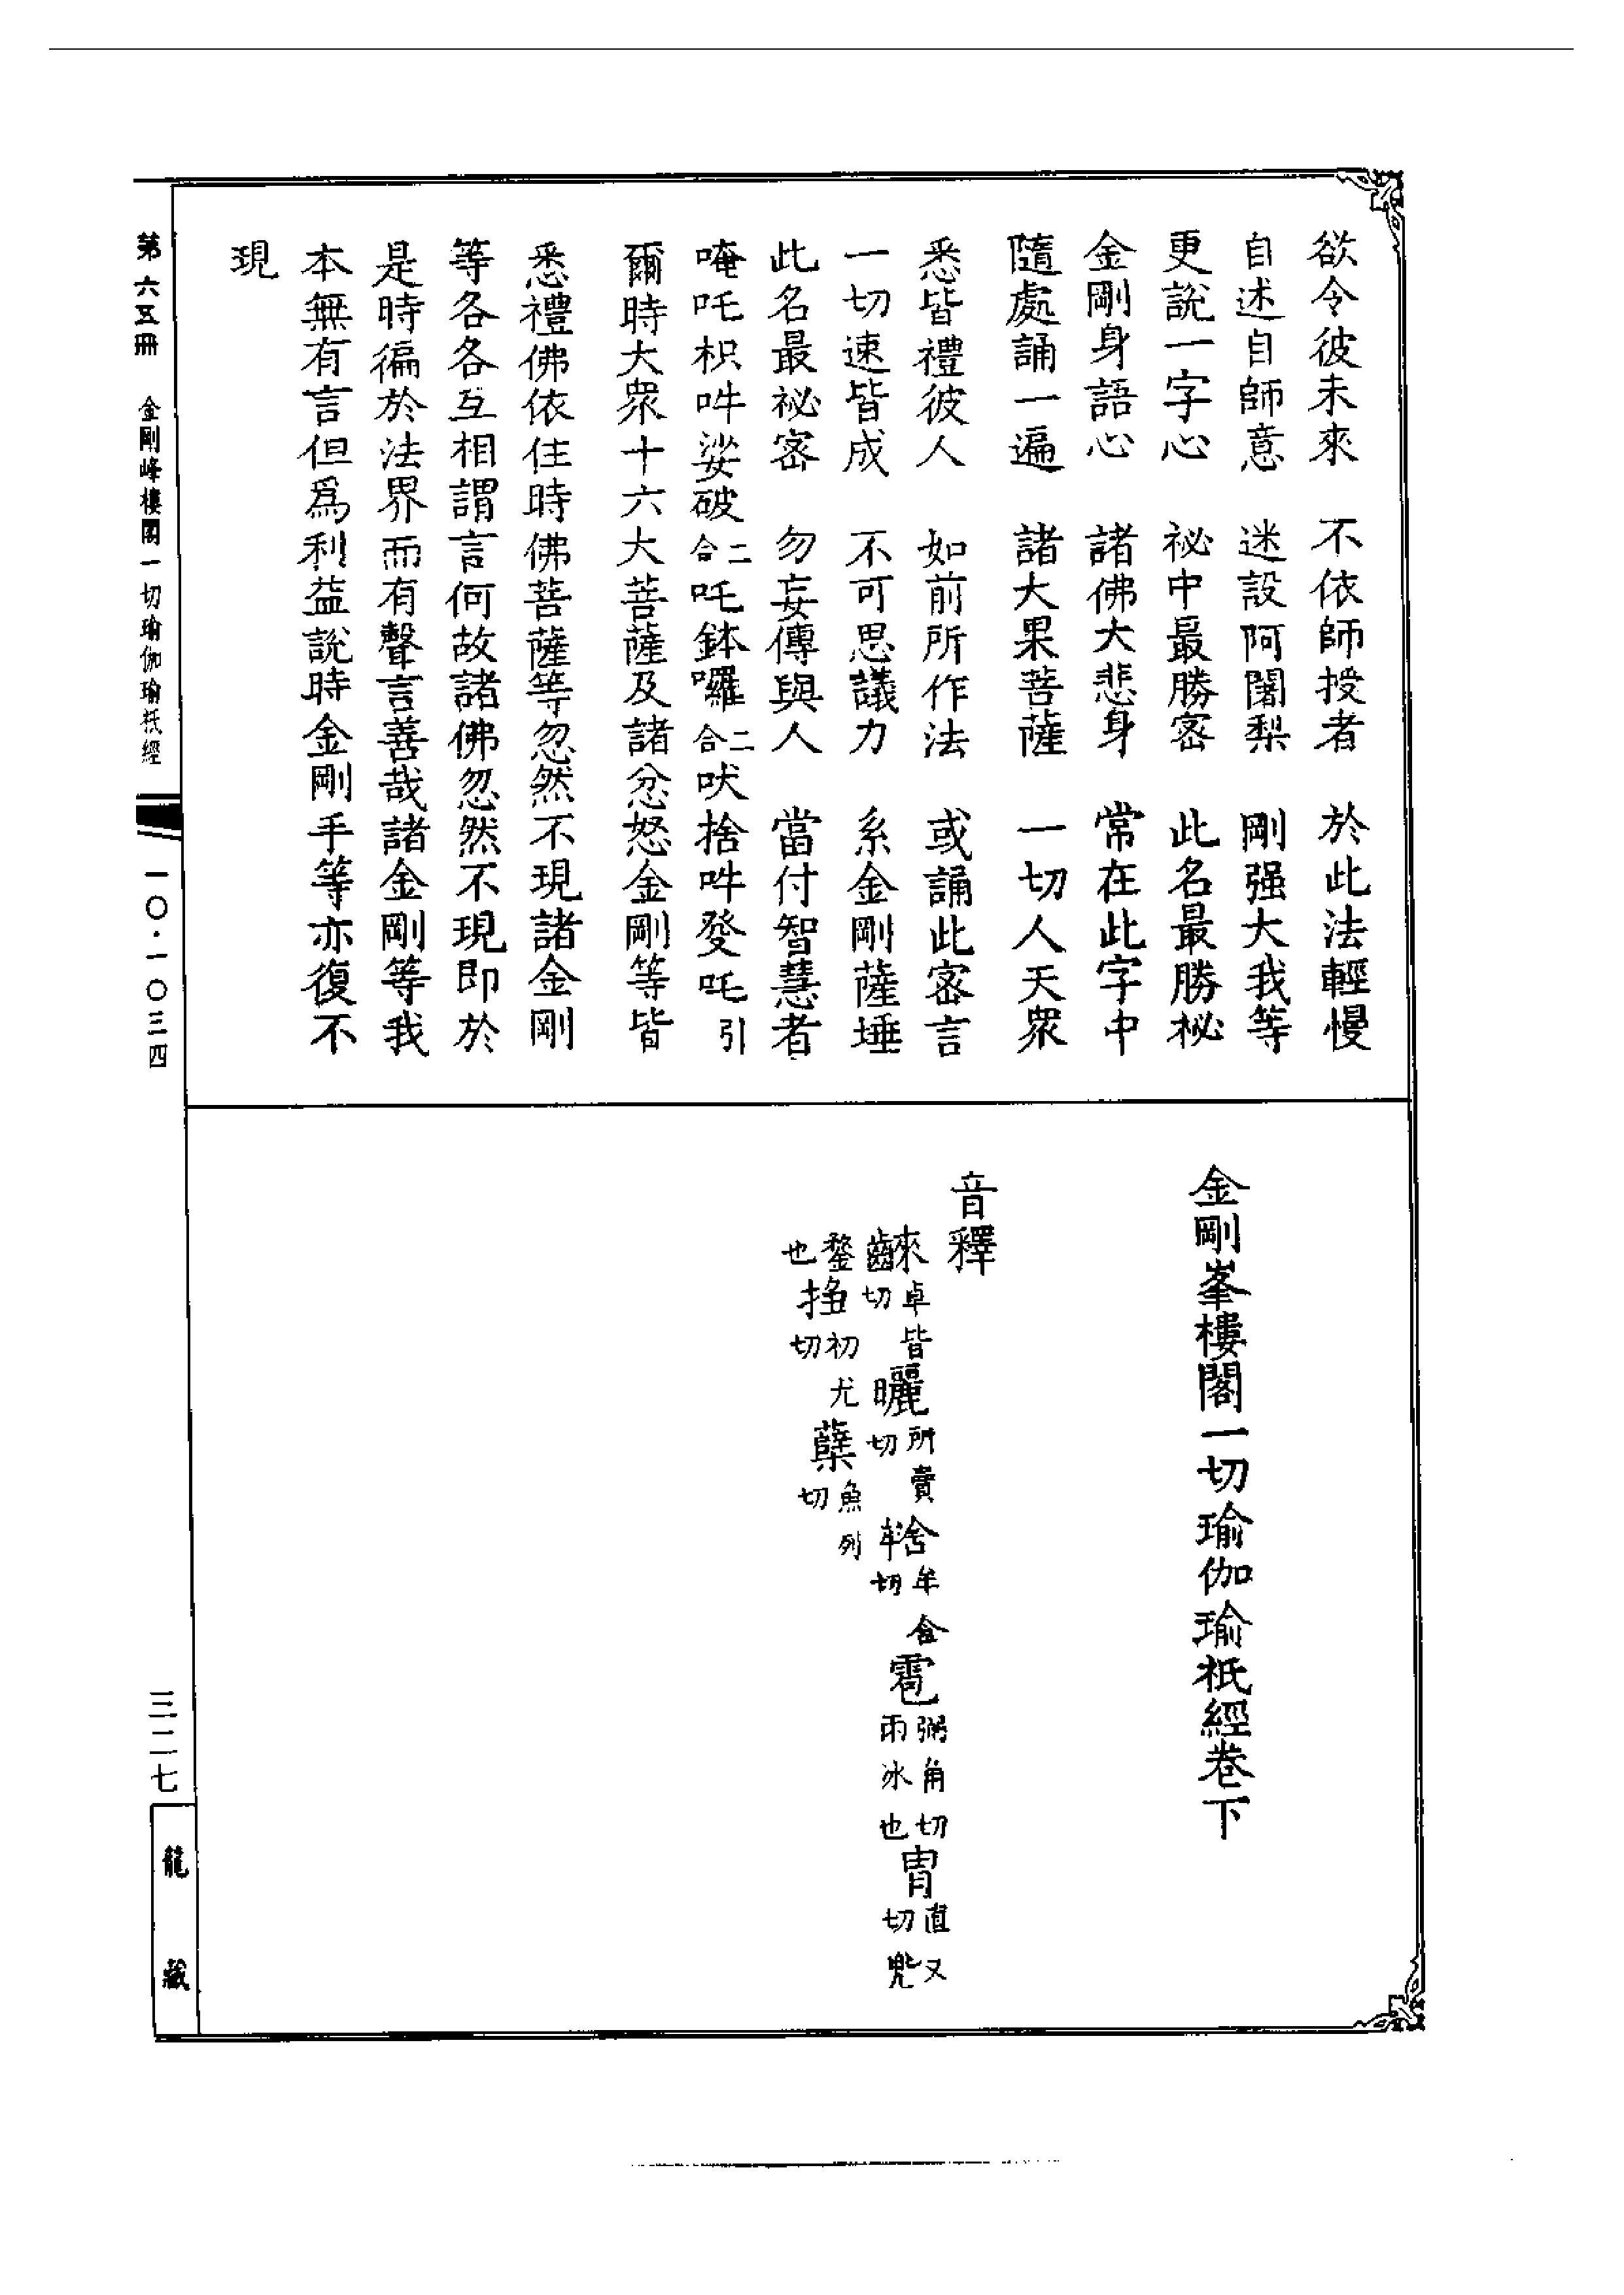 欲令彼未來　不依師授者　於此法輕慢
自述自師意　迷設阿闍梨　剛强大我等
更說一字心　祕中最勝密　此名最勝祕
金剛身語心　諸佛大悲身　常在此字中
隨處誦一遍　諸大果菩薩　一切人天眾
悉皆禮彼人　如前所作法　或誦此密言
一切速皆成　不可思議力　系金剛薩埵
此名最祕密　勿妄傳與人　當付智慧者
唵吒枳吽娑破二合吒鉢囉二合吠捨吽發吒引
爾時大眾十六大菩薩及諸忿怒金剛等皆
悉禮佛依住時佛菩薩等忽然不現諸金剛
等各各互相謂言何故諸佛忽然不現即於
是時徧於法界而有聲言善哉諸金剛等我
本無有言但爲利益說時金剛手等亦復不
現
金剛峯樓閣一切瑜伽瑜祇經卷下
音釋
齽卓皆切 曬所賣切 牟含切 雹弼角切雨冰也 冑直又切兜
鍪也 搊初尤切 蘖魚列切
第六五冊　金剛峰樓閣一切瑜伽瑜祇經
一〇·一〇三四
三二七
龍藏